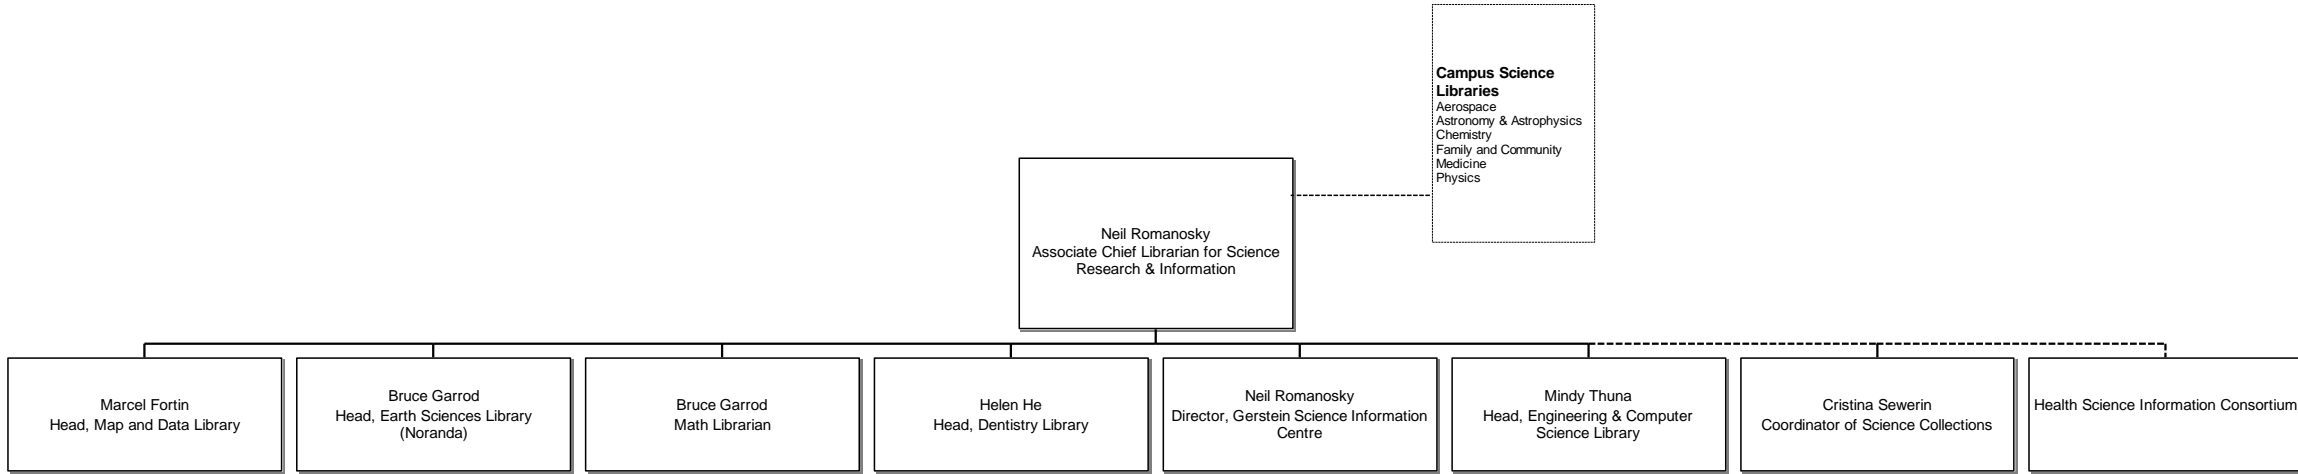 Campus Science
Libraries
Aerospace
Astronomy & Astrophysics
Chemistry
Family and Community
Medicine
Physics
Neil Romanosky
Associate Chief Librarian for Science
Research & Information
Marcel Fortin
Head, Map and Data Library
Bruce Garrod
Head, Earth Sciences Library
(Noranda)
Bruce Garrod
Math Librarian
Helen He
Head, Dentistry Library
Neil Romanosky
Director, Gerstein Science Information
Centre
Mindy Thuna
Head, Engineering & Computer
Science Library
Cristina Sewerin
Coordinator of Science Collections
Health Science Information Consortium